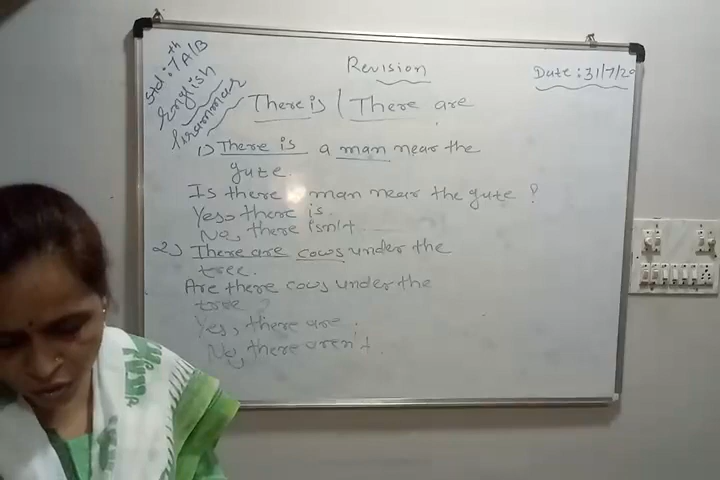 Std : 7th A/B
English
Grammar
Revision
Date : 31/7/20
There is / There are
1) There is a man near the
gate.
Is there a man near the gate ?
Yes, there is.
No, there isn't.
2) There are cows under the
tree.
Are there cows under the
tree ?
Yes, there are.
No, there aren't.